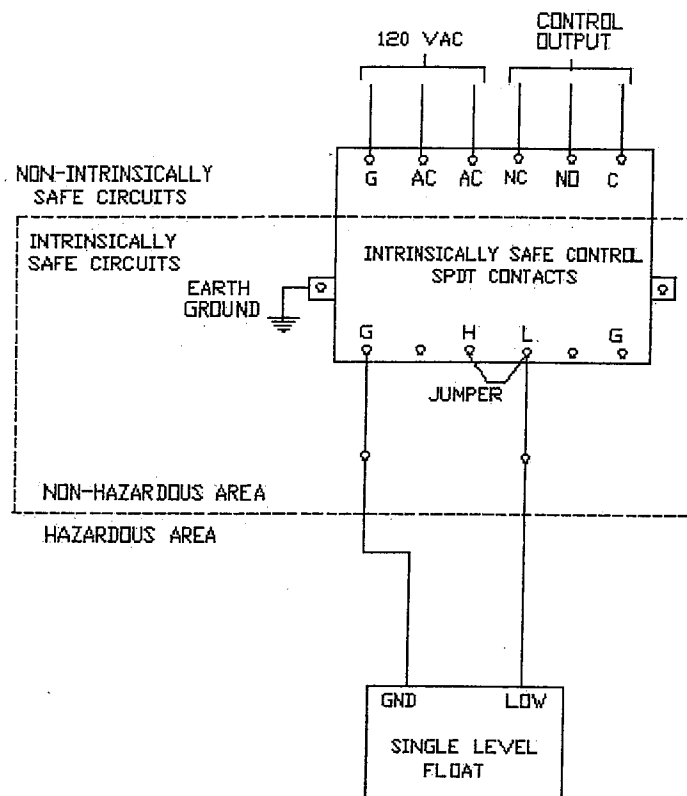 120 VAC
CONTROL
OUTPUT
G AC AC NC NO C
NON-INTRINSICALLY
SAFE CIRCUITS
INTRINSICALLY
SAFE CIRCUITS
INTRINSICALLY SAFE CONTROL
SPDT CONTACTS
EARTH
GROUND
G H L G
JUMPER
NON-HAZARDOUS AREA
HAZARDOUS AREA
GND LOW
SINGLE LEVEL
FLOAT